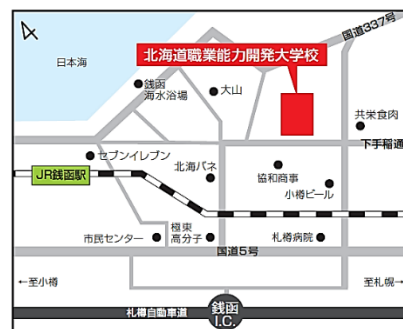 国道337号
日本海
北海道職業能力開発大学校
銭函
海水浴場
大山
共栄食肉
下手稲通
セブンイレブン
JR銭函駅
北海バネ
協和商事
小樽ビール
市民センター
極東
高分子
札樽病院
国道5号
←至小樽
至札幌→
札樽自動車道
銭函
I.C.